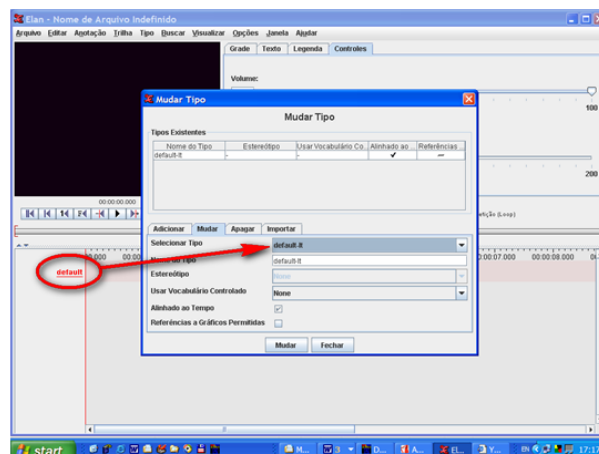 Elan - Nome de Arquivo Indefinido
Arquivo Editar Anotação Trilha Tipo Buscar Visualizar Opções Janela Ajudar
Grade Texto Legenda Controles
Volume:
100
Mudar Tipo
Mudar Tipo
Tipos Existentes
Nome do Tipo Estereótipo Usar Vocabulário Co... Alinhado ao ... Referências ...
default-lt - -
200
00:00:00.000
Adicionar Mudar Apagar Importar
Selecionar Tipo default-lt
Nome do Tipo default-lt
Estereótipo None
Usar Vocabulário Controlado None
Alinhado ao Tempo
Referências a Gráficos Permitidas
00:00:07.000 00:00:08.000
default
Mudar Fechar
start M... 3 D... A... EL... Y... EN 17:17